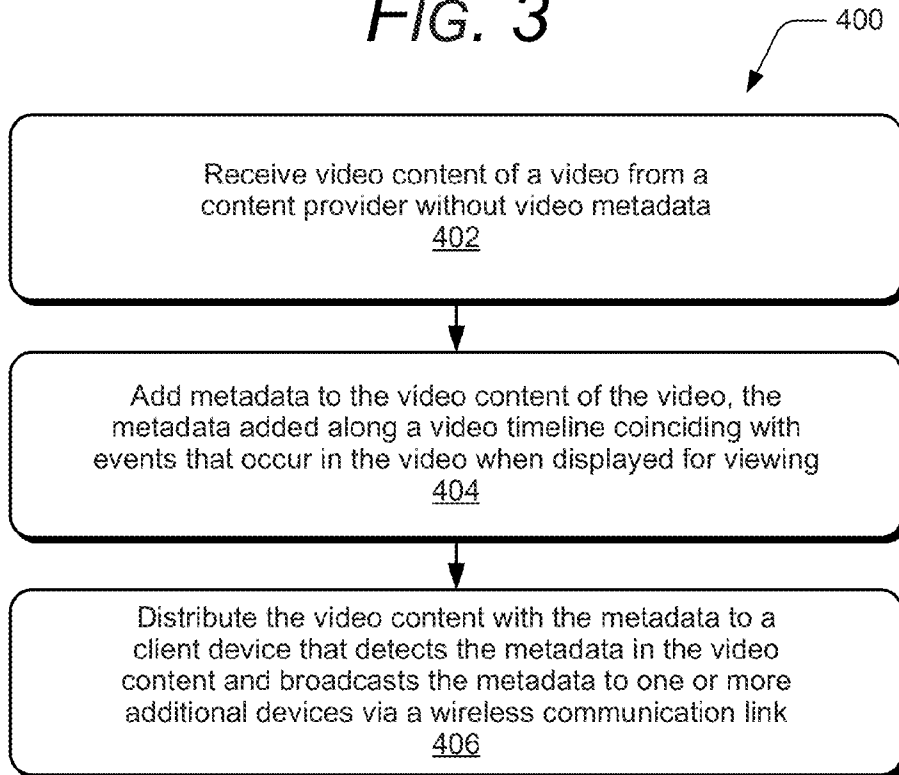 FIG. 3
400
Receive video content of a video from a
content provider without video metadata
402
Add metadata to the video content of the video, the
metadata added along a video timeline coinciding with
events that occur in the video when displayed for viewing
404
Distribute the video content with the metadata to a
client device that detects the metadata in the video
content and broadcasts the metadata to one or more
additional devices via a wireless communication link
406